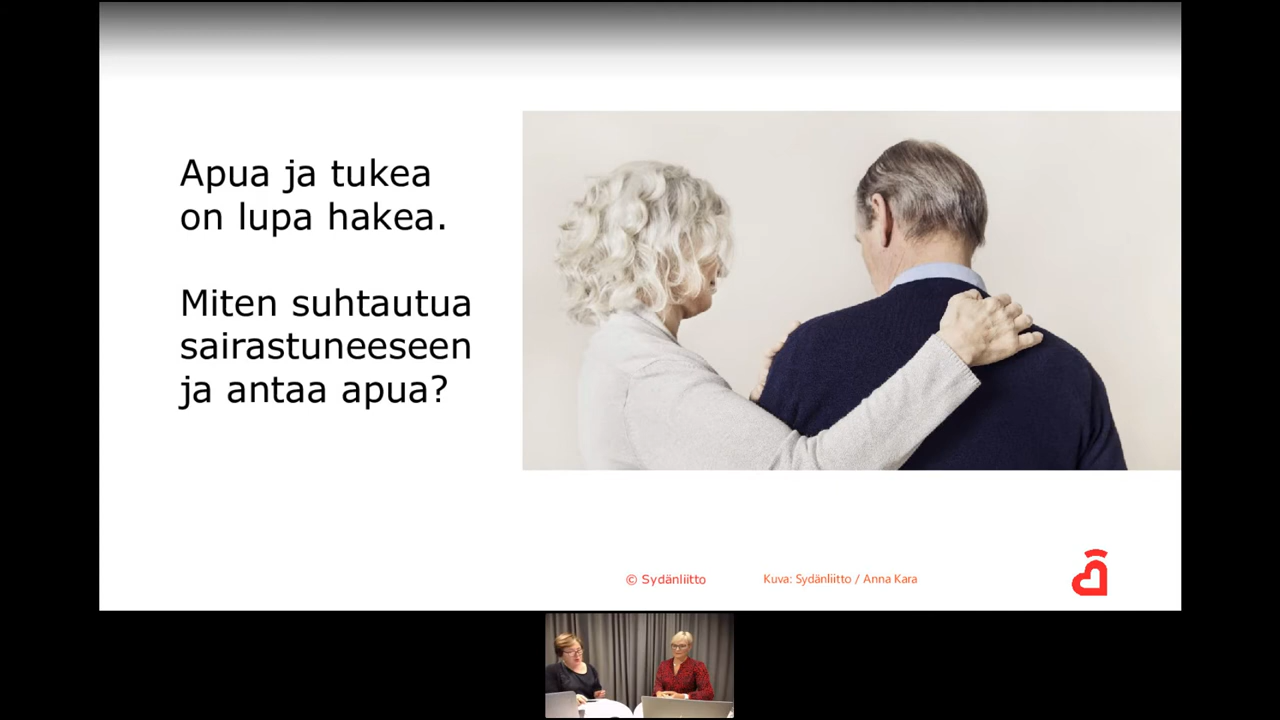 Apua ja tukea
on lupa hakea.
Miten suhtautua
sairastuneeseen
ja antaa apua?
© Sydänliitto
Kuva: Sydänliitto / Anna Kara